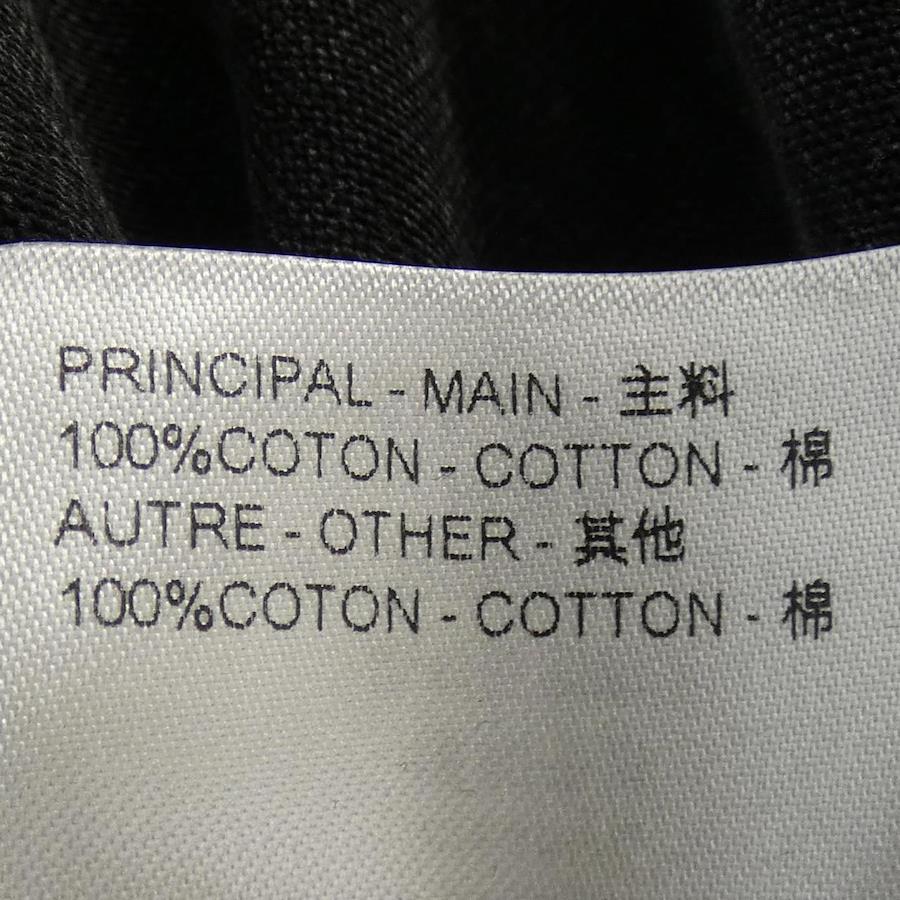 PRINCIPAL - MAIN - 主料
100%COTON - COTTON - 棉
AUTRE - OTHER - 其他
100%COTON - COTTON - 棉